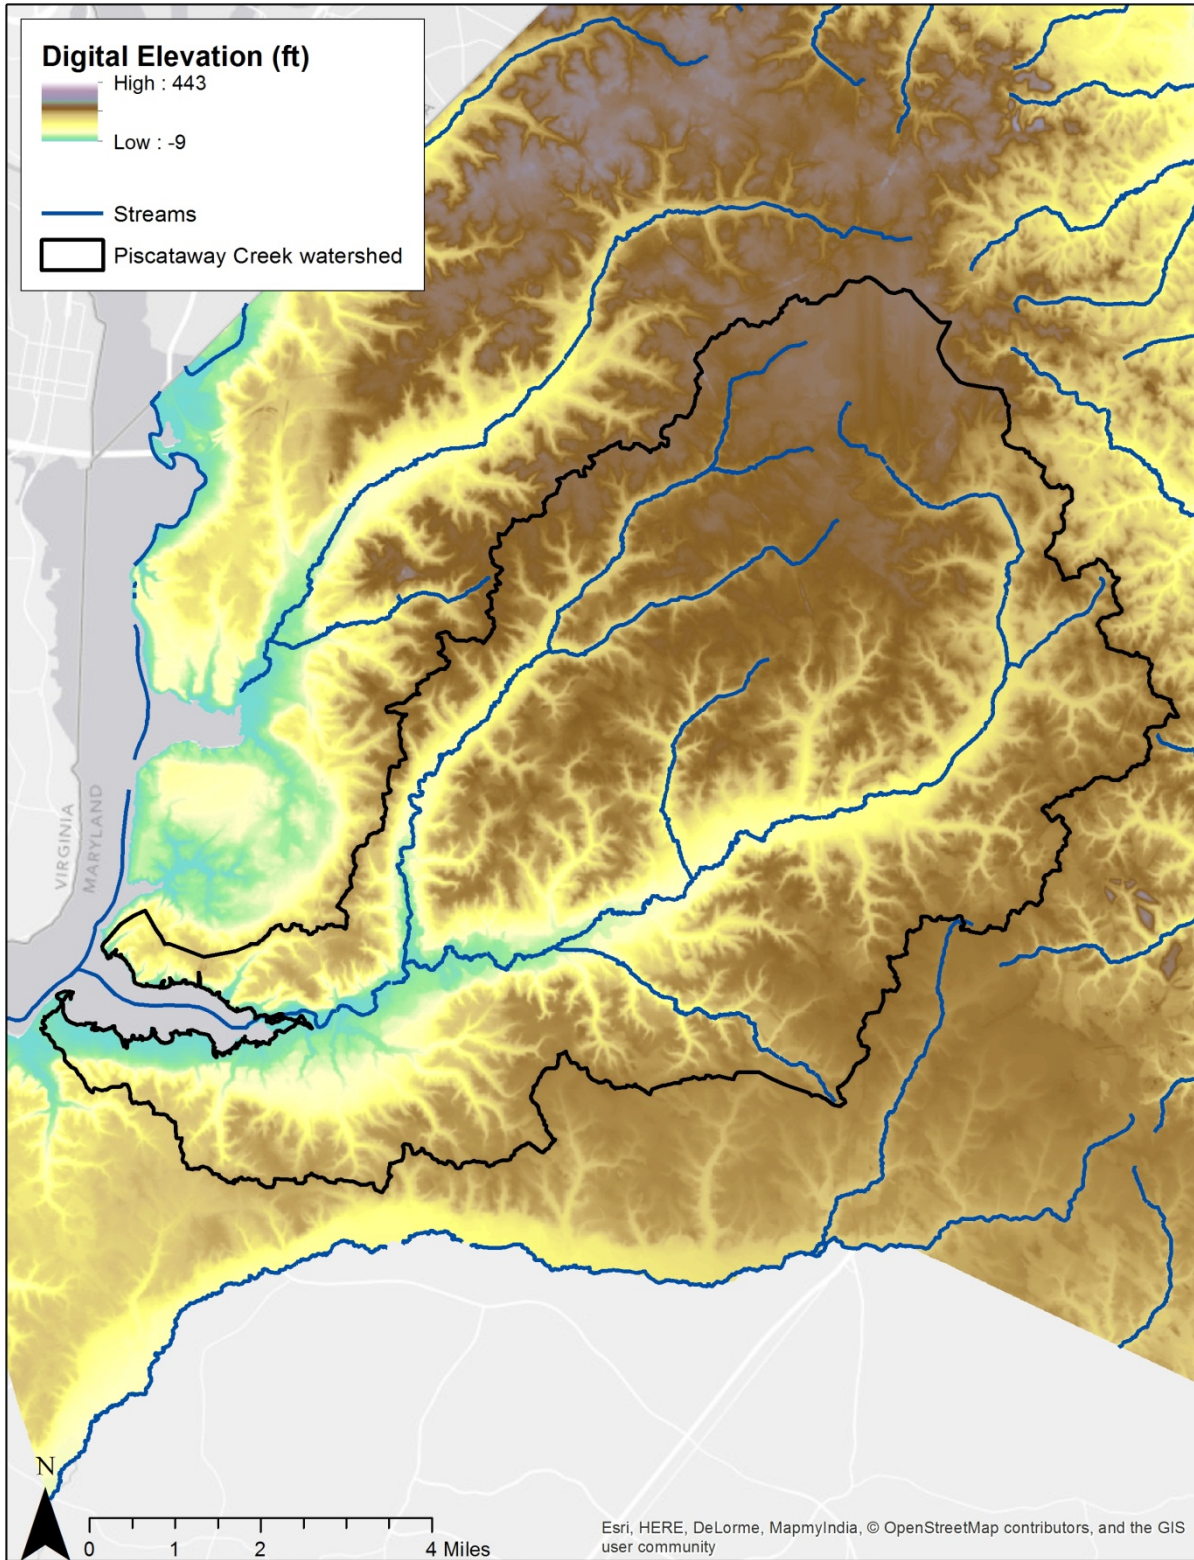 Digital Elevation (ft)
High : 443
Low : -9
Streams
Piscataway Creek watershed
VIRGINIA
MARYLAND
N
0 1 2 4 Miles
Esri, HERE, DeLorme, MapmyIndia, © OpenStreetMap contributors, and the GIS
user community